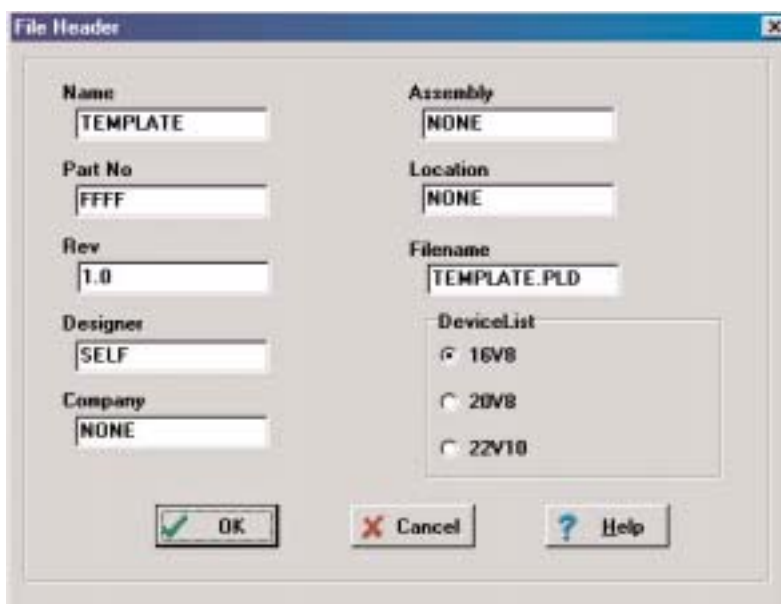 File Header
Name
TEMPLATE
Part No
FFFF
Rev
1.0
Designer
SELF
Company
NONE
Assembly
NONE
Location
NONE
Filename
TEMPLATE.PLD
DeviceList
16V8
20V8
22V10
OK
Cancel
Help